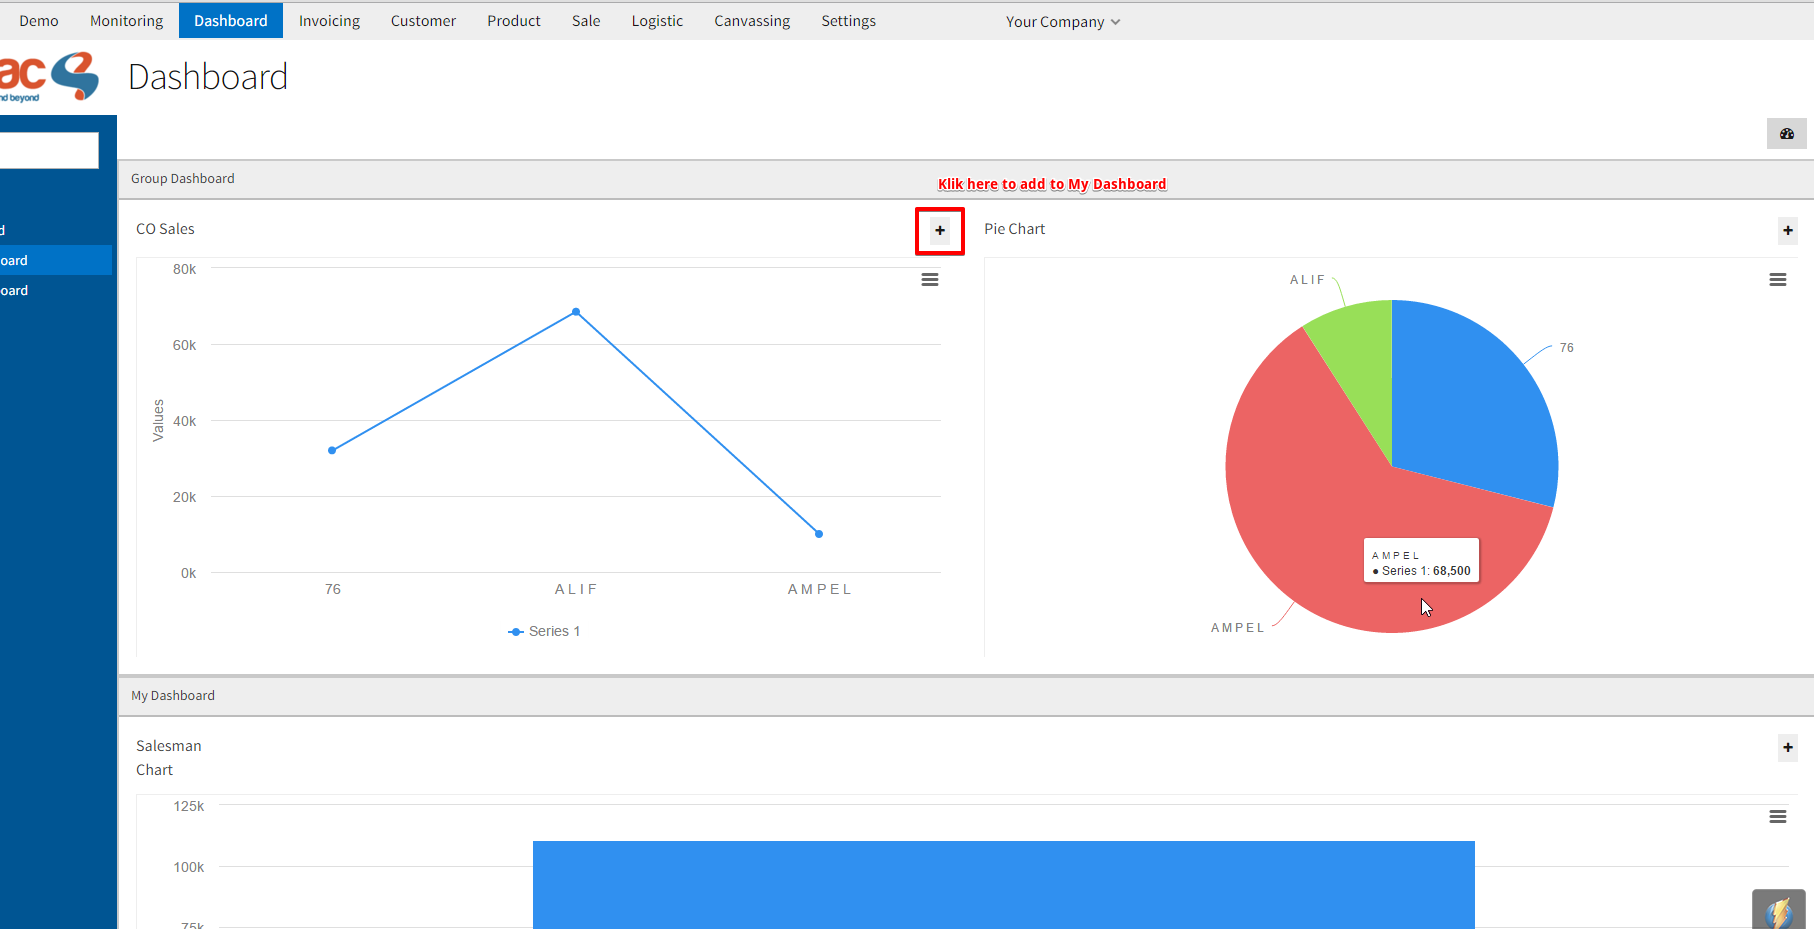 Demo Monitoring Dashboard Invoicing Customer Product Sale Logistic Canvassing Settings Your Company
ac
nd beyond
Dashboard
d
oard
oard
Group Dashboard
Klik here to add to My Dashboard
CO Sales
+
80k
60k
40k
20k
0k
Values
76 ALIF AMPEL
Series 1
Pie Chart
+
ALIF
76
AMPEL
● Series 1: 68,500
AMPEL
My Dashboard
Salesman
Chart
+
125k
100k
75k